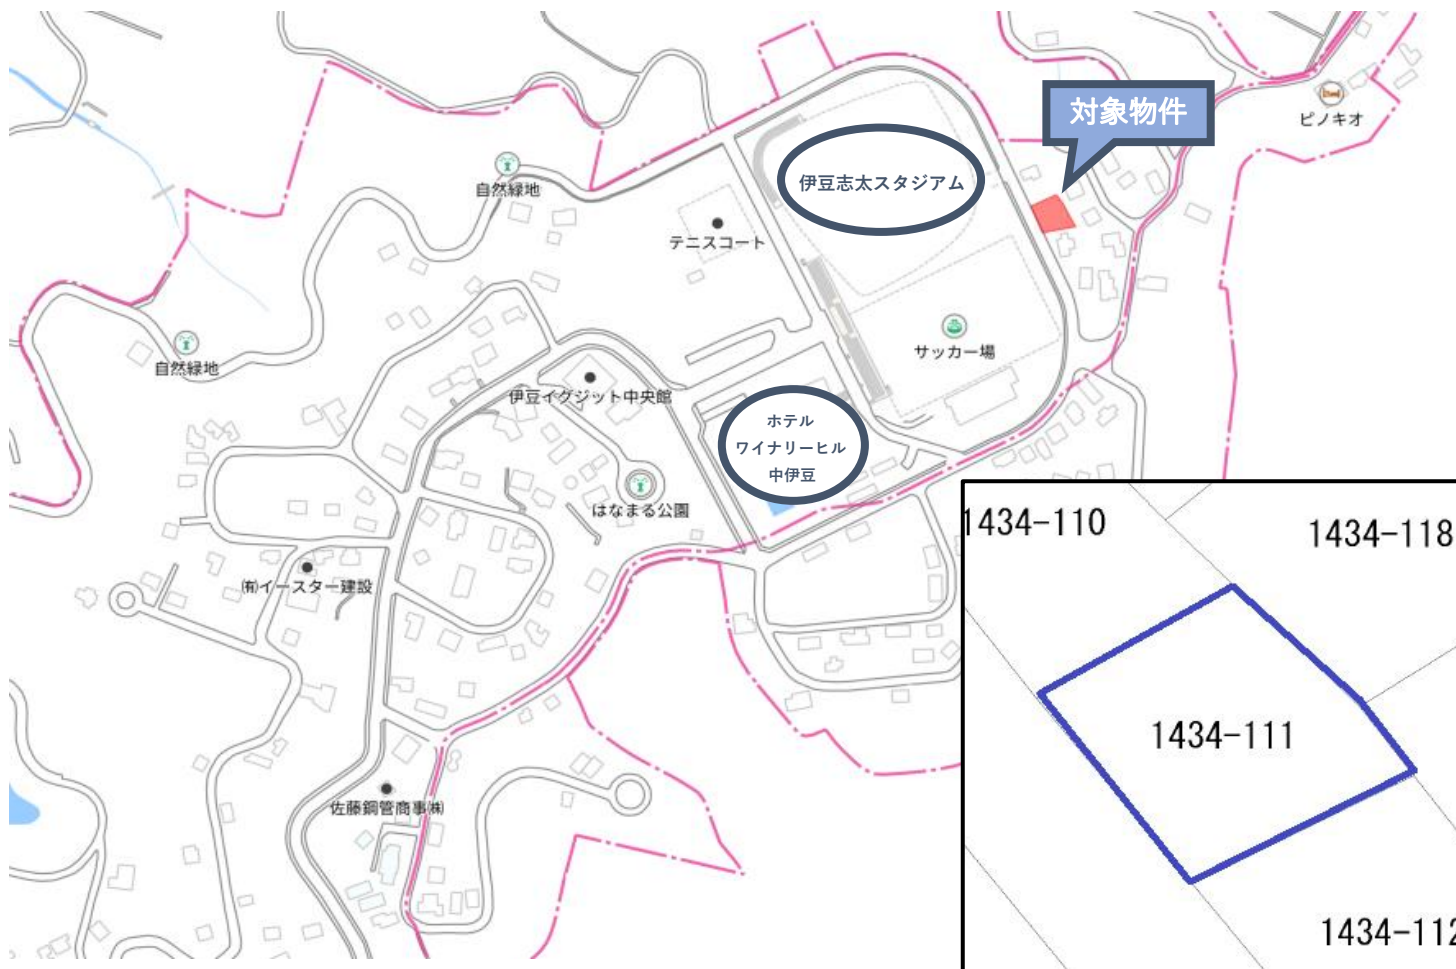 対象物件
ピノキオ
伊豆志太スタジアム
自然緑地
テニスコート
サッカー場
自然緑地
伊豆イグジット中央館
ホテル
ワイナリーヒル
中伊豆
はなまる公園
㈲イースター建設
佐藤鋼管商事㈱
1434-110
1434-118
1434-111
1434-112